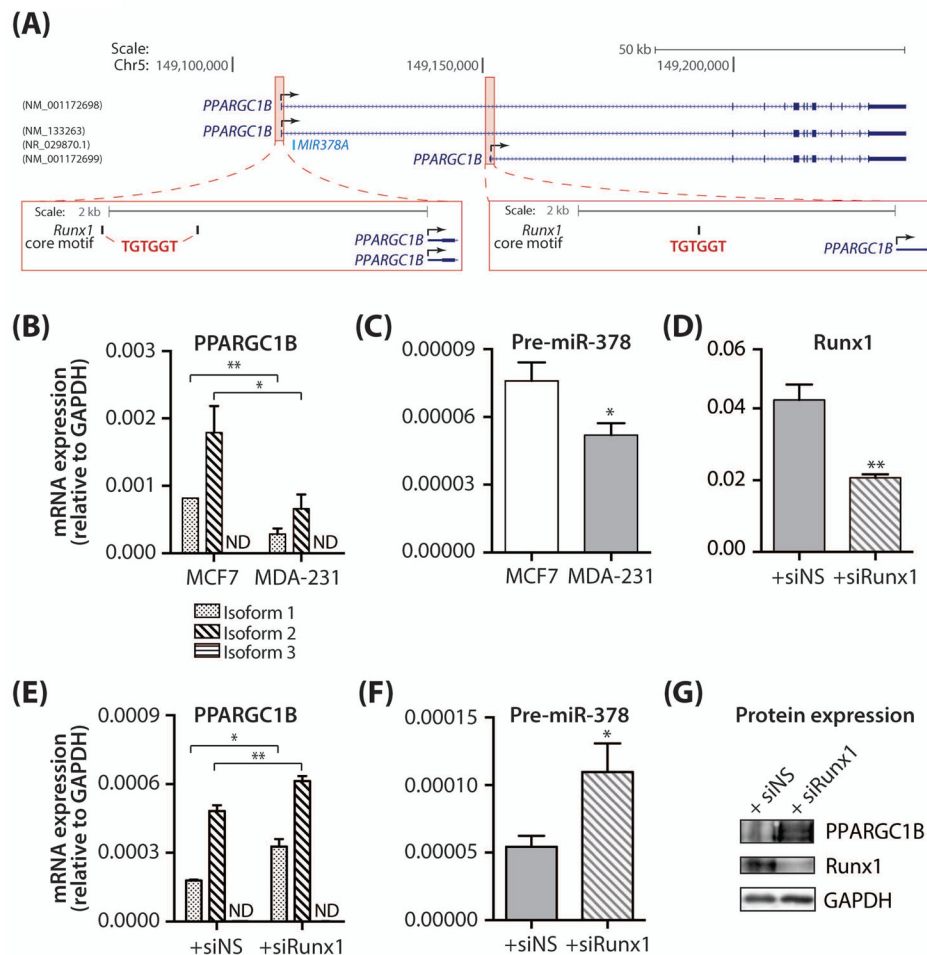 (A)
Scale:
50 kb
Chr5: 149,100,000 149,150,000 149,200,000
(NM_001172698) PPARGC1B
(NM_133263) PPARGC1B
(NR_029870.1) MIR378A
(NM_001172699) PPARGC1B
Scale: 2 kb
Runx1
core motif
TGTGGT
PPARGC1B
PPARGC1B
Scale: 2 kb
Runx1
core motif
TGTGGT
PPARGC1B
(B)
PPARGC1B
mRNA expression
(relative to GAPDH)
0.003
0.001
0.001
0.000
** 
*
ND
ND
MCF7 MDA-231
Isoform 1
Isoform 2
Isoform 3
(C)
Pre-miR-378
0.00009
0.00006
0.00003
0.00000
*
MCF7 MDA-231
(D)
Runx1
0.06
0.04
0.02
0.00
**
+siNS +siRunx1
(E)
PPARGC1B
mRNA expression
(relative to GAPDH)
0.0009
0.0006
0.0003
0.0000
*
**
ND
ND
+siNS +siRunx1
(F)
Pre-miR-378
0.00015
0.00010
0.00005
0.00000
*
+siNS +siRunx1
(G)
Protein expression
+ siNS
+ siRunx1
PPARGC1B
Runx1
GAPDH